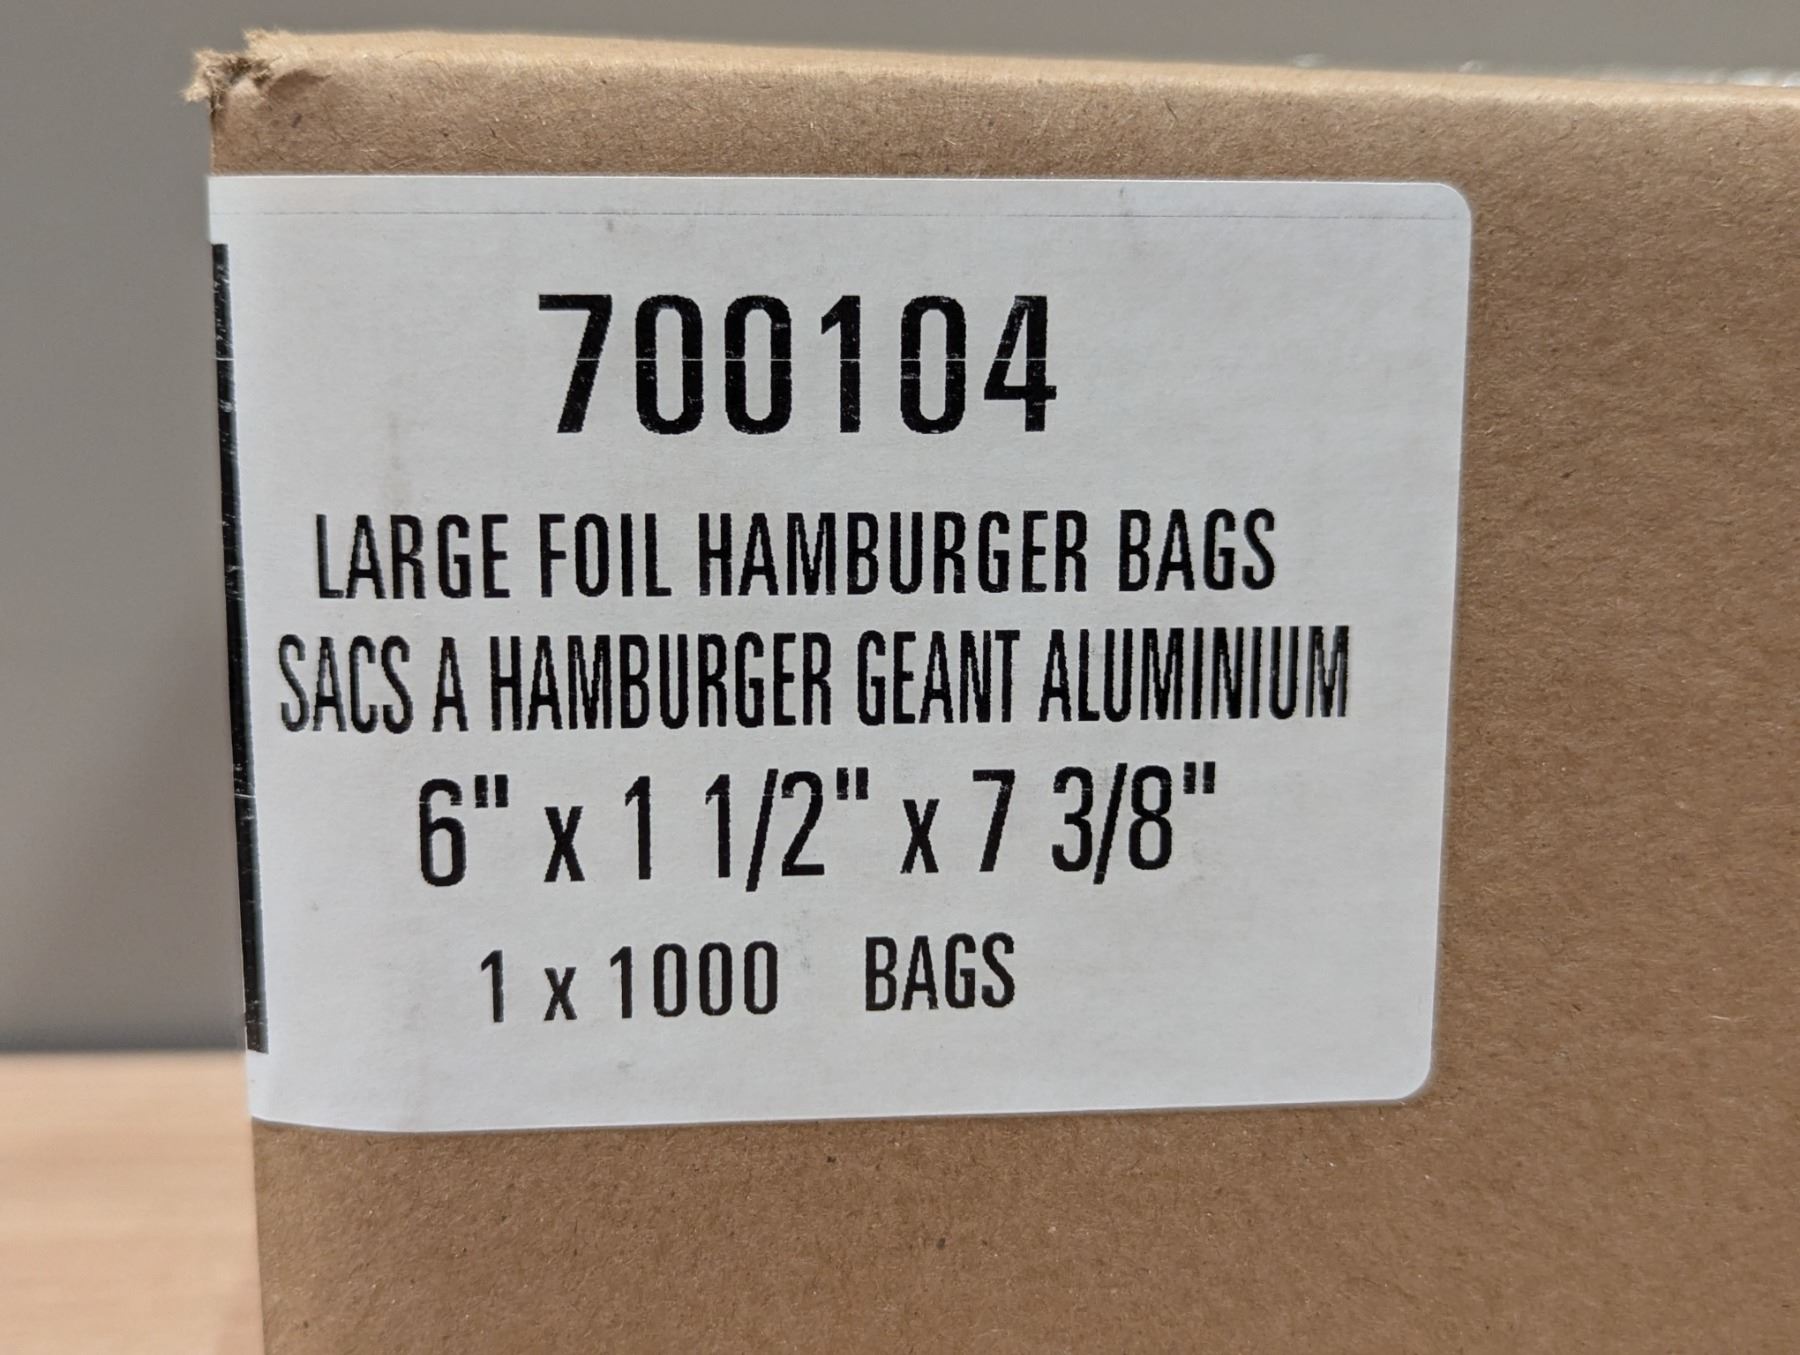 700104
LARGE FOIL HAMBURGER BAGS
SACS A HAMBURGER GEANT ALUMINIUM
6" x 1 1/2" x 7 3/8"
1 x 1000 BAGS